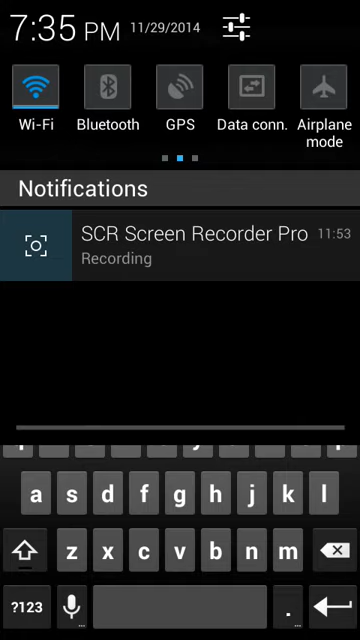 7:35 PM 11/29/2014
Wi-Fi Bluetooth GPS Data conn. Airplane mode
Notifications
SCR Screen Recorder Pro 11:53
Recording
a s d f g h j k l
z x c v b n m
?123 .